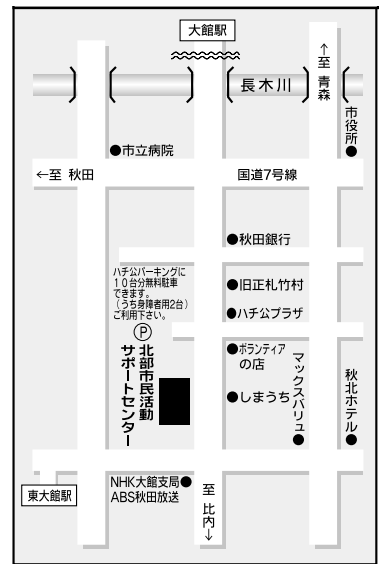 大館駅
↑至 青森
長木川
市役所
●市立病院
←至 秋田
国道7号線
●秋田銀行
ハチ公パーキングに
10台分無料駐車
できます。
(うち身障者用2台)
ご利用下さい。
●旧正札竹村
●ハチ公プラザ
Ⓟ
北部市民活動
サポートセンター
●ボランティア
の店
マックスバリュ●
秋北ホテル●
●しまうち
東大館駅
NHK大館支局●
ABS秋田放送
至 比内↓